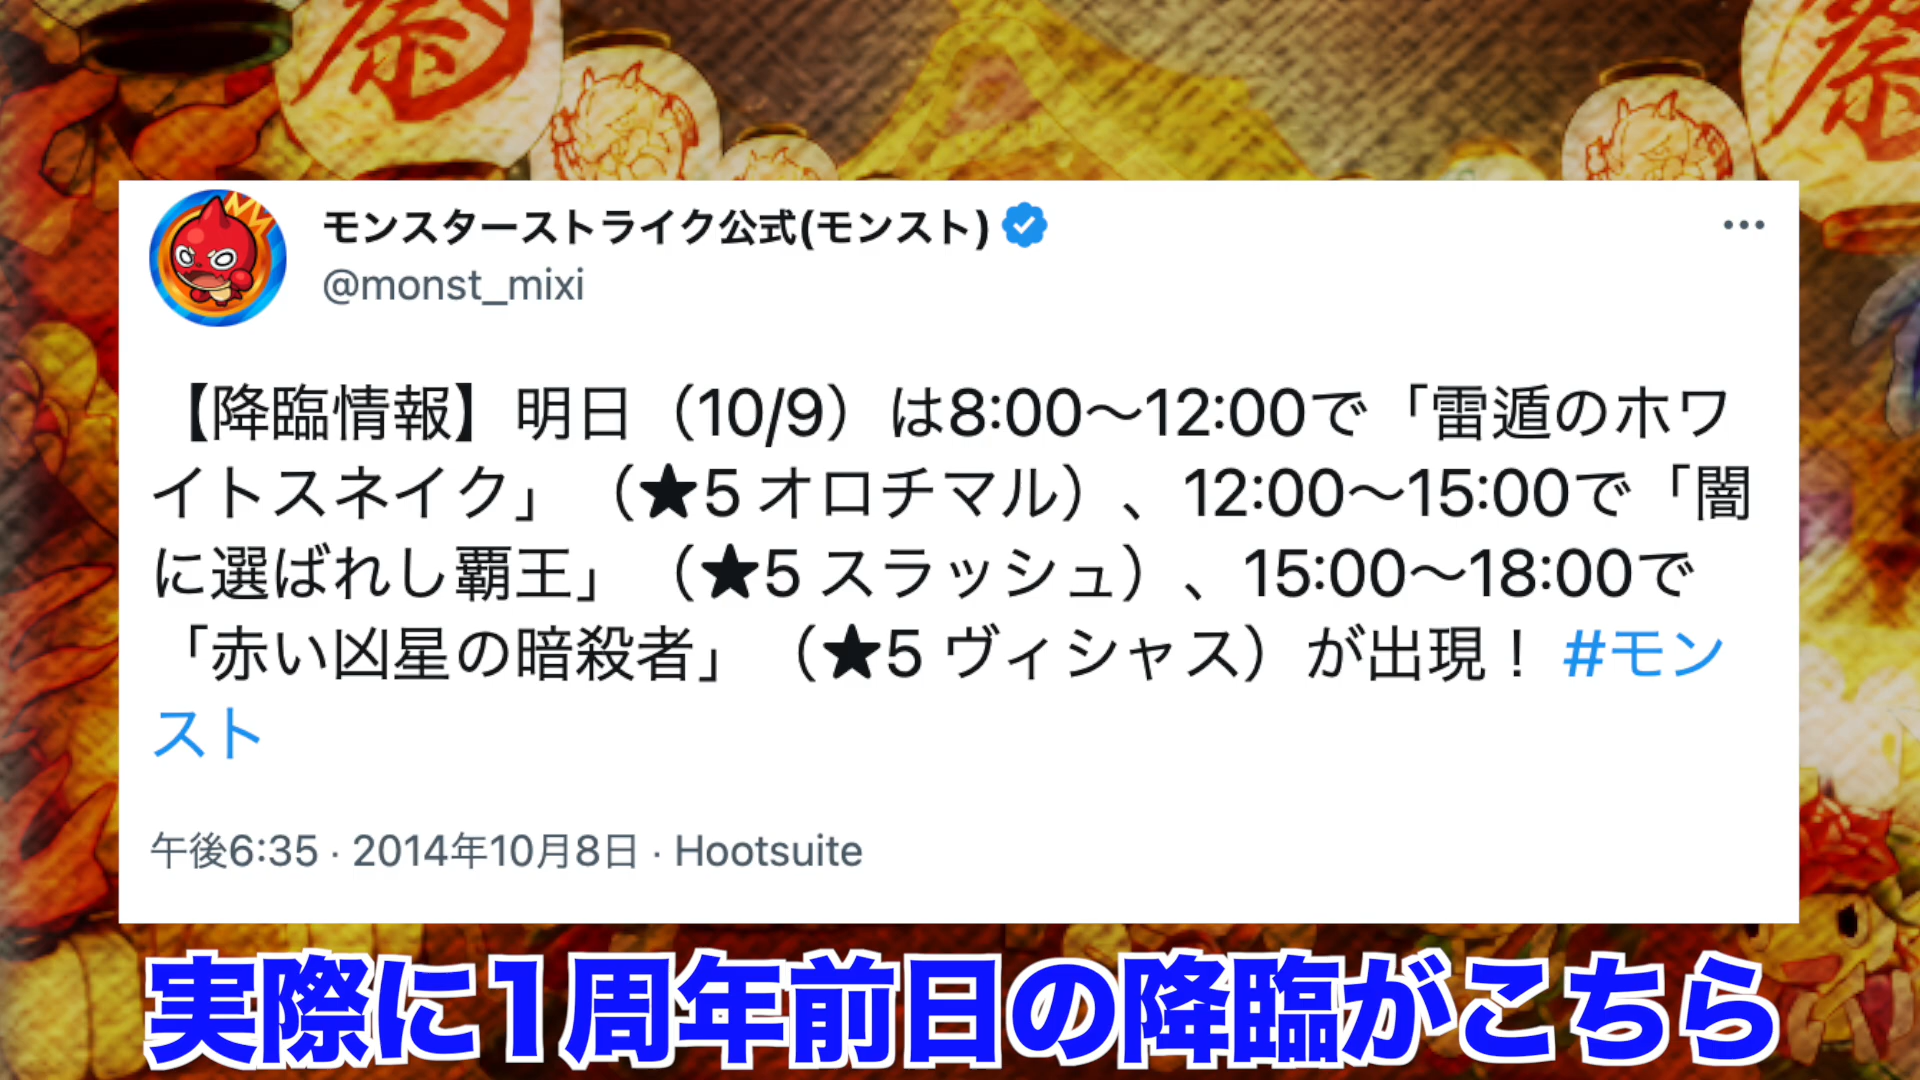 祭
祭
モンスターストライク公式(モンスト)
@monst_mixi
【降臨情報】明日（10/9）は8:00〜12:00で「雷遁のホワ
イトスネイク」（★5 オロチマル）、12:00〜15:00で「闇
に選ばれし覇王」（★5 スラッシュ）、15:00〜18:00で
「赤い凶星の暗殺者」（★5 ヴィシャス）が出現！ #モン
スト
午後6:35 · 2014年10月8日 · Hootsuite
実際に1周年前日の降臨がこちら